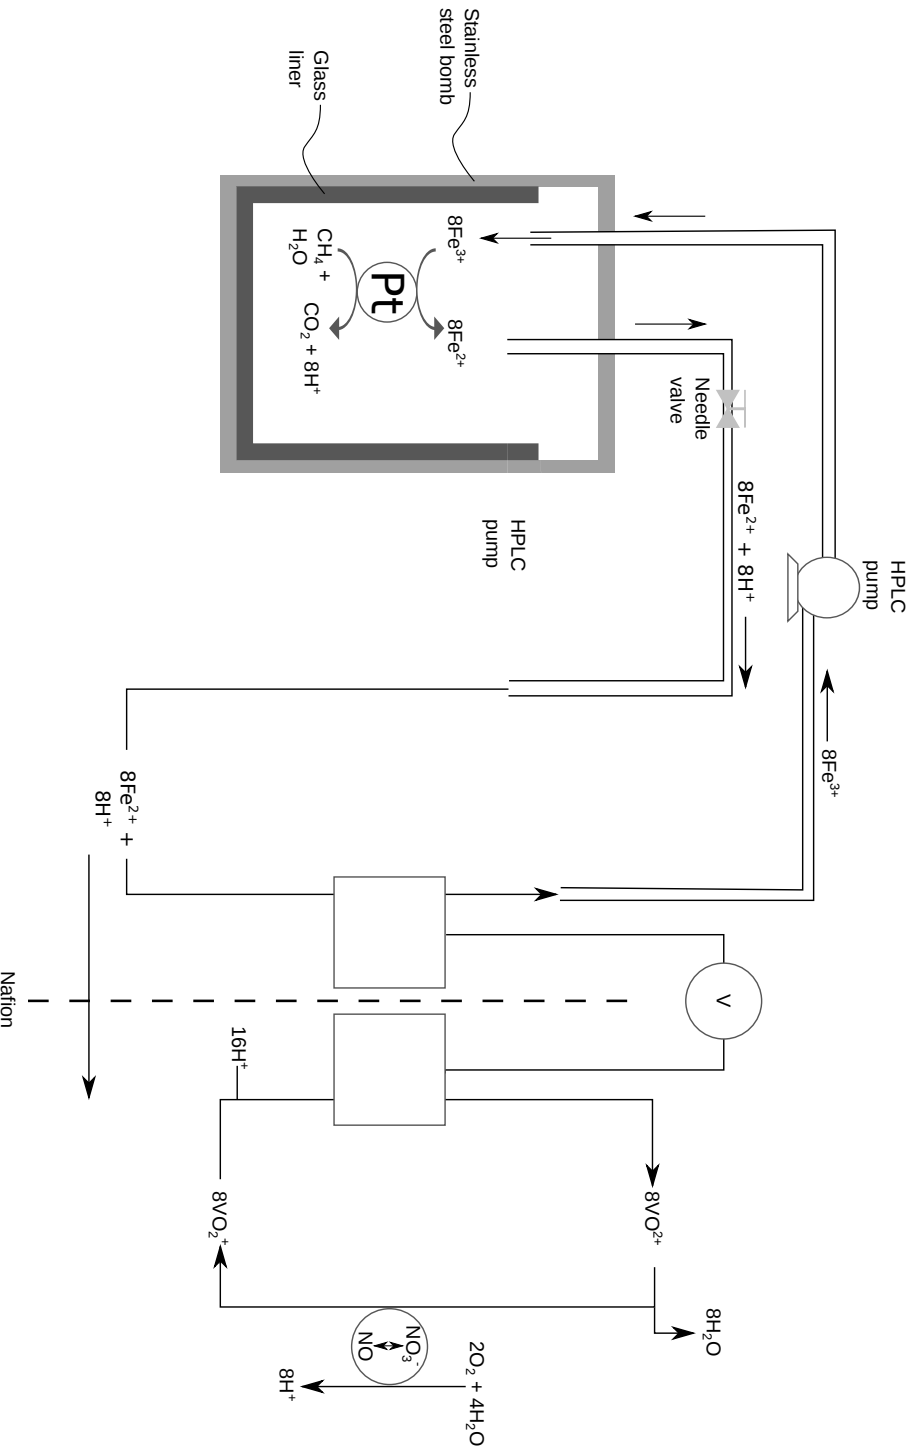 Stainless
steel bomb
Glass
liner
8Fe³⁺
8Fe²⁺
Pt
CH₄ +
H₂O
CO₂ + 8H⁺
Needle
valve
HPLC
pump
HPLC
pump
8Fe²⁺ + 8H⁺
8Fe³⁺
8Fe²⁺ +
8H⁺
Nafion
V
16H⁺
8VO₂⁺
8VO²⁺
8H₂O
NO₃⁻
NO
2O₂ + 4H₂O
8H⁺